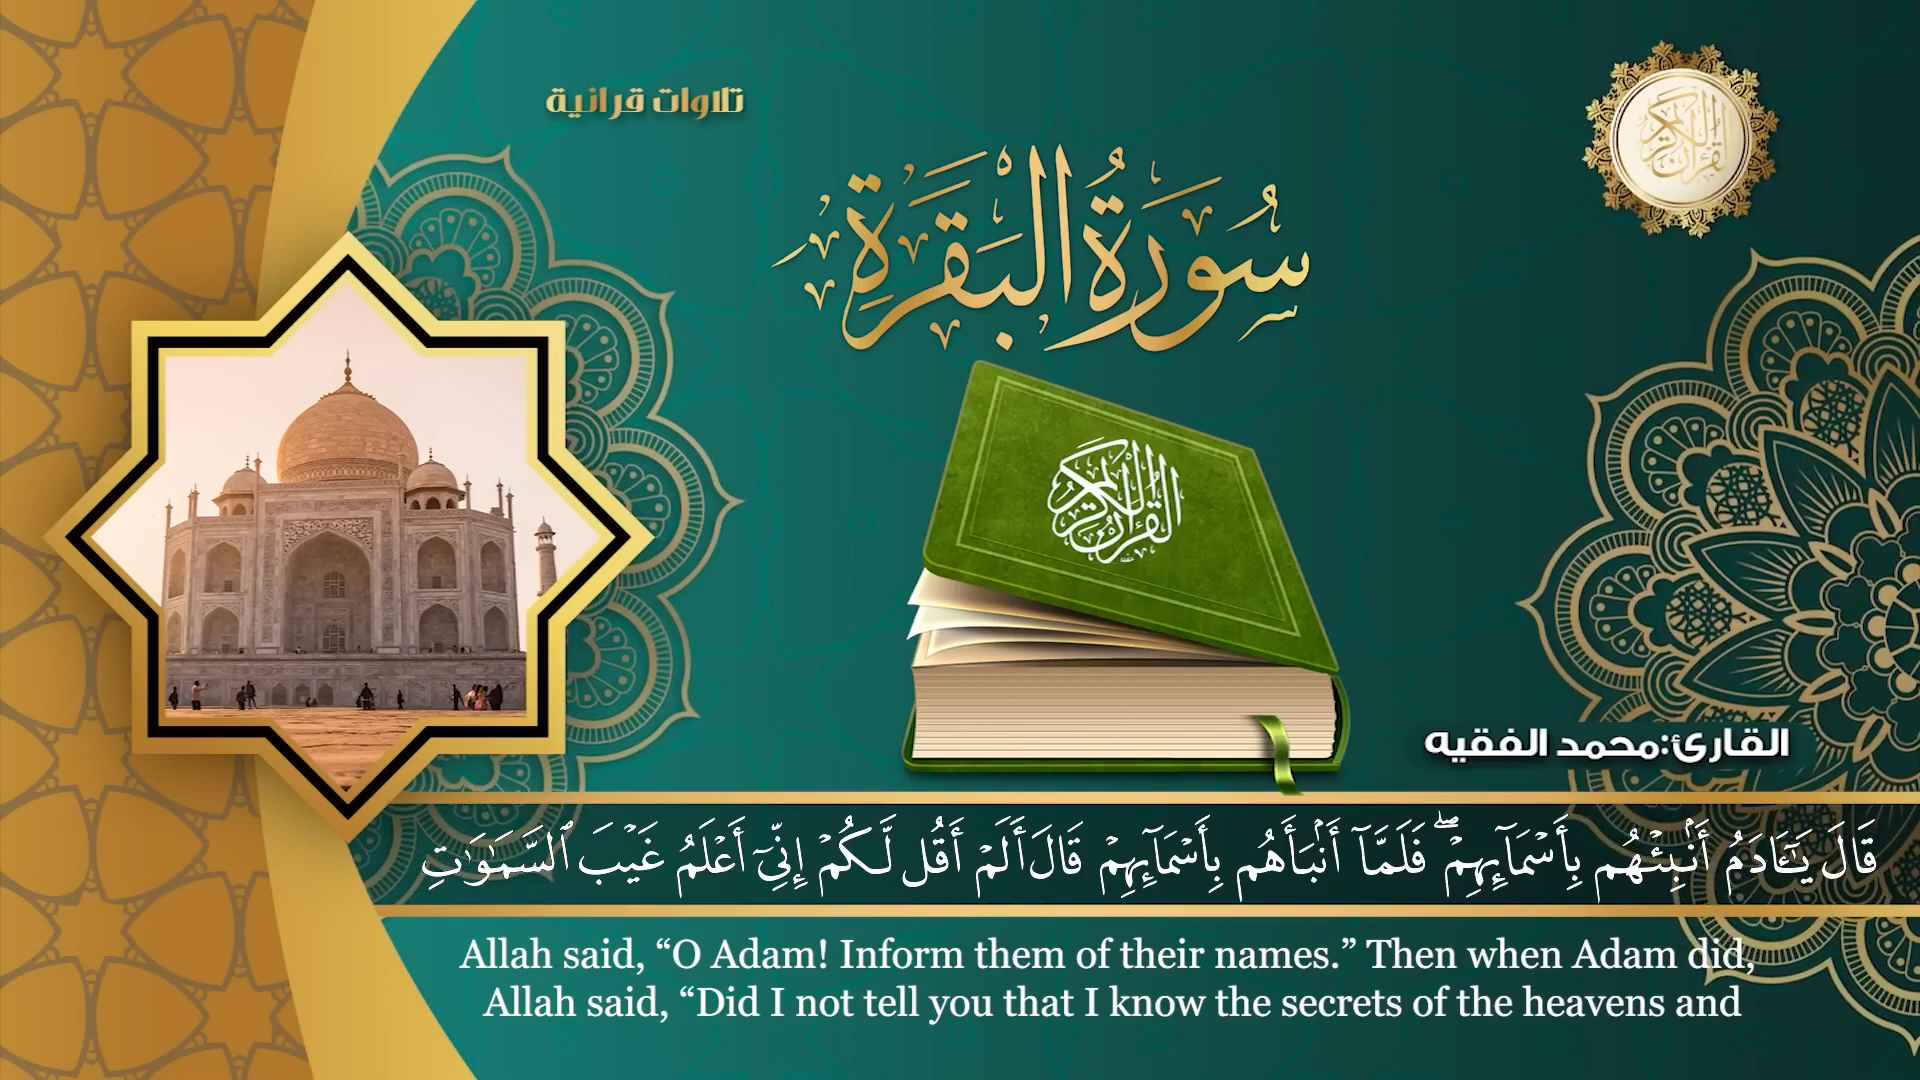 تلاوات قرانية
القرآن الكريم
سُورَةُ البَقَرَةِ
القرآن الكريم
القارئ:محمد الفقيه
قَالَ يَـٰٓـَٔادَمُ أَنۢبِئْهُم بِأَسْمَآئِهِمْ ۖ فَلَمَّآ أَنۢبَأَهُم بِأَسْمَآئِهِمْ قَالَ أَلَمْ أَقُل لَّكُمْ إِنِّىٓ أَعْلَمُ غَيْبَ ٱلسَّمَـٰوَٰتِ
Allah said, “O Adam! Inform them of their names.” Then when Adam did,
Allah said, “Did I not tell you that I know the secrets of the heavens and